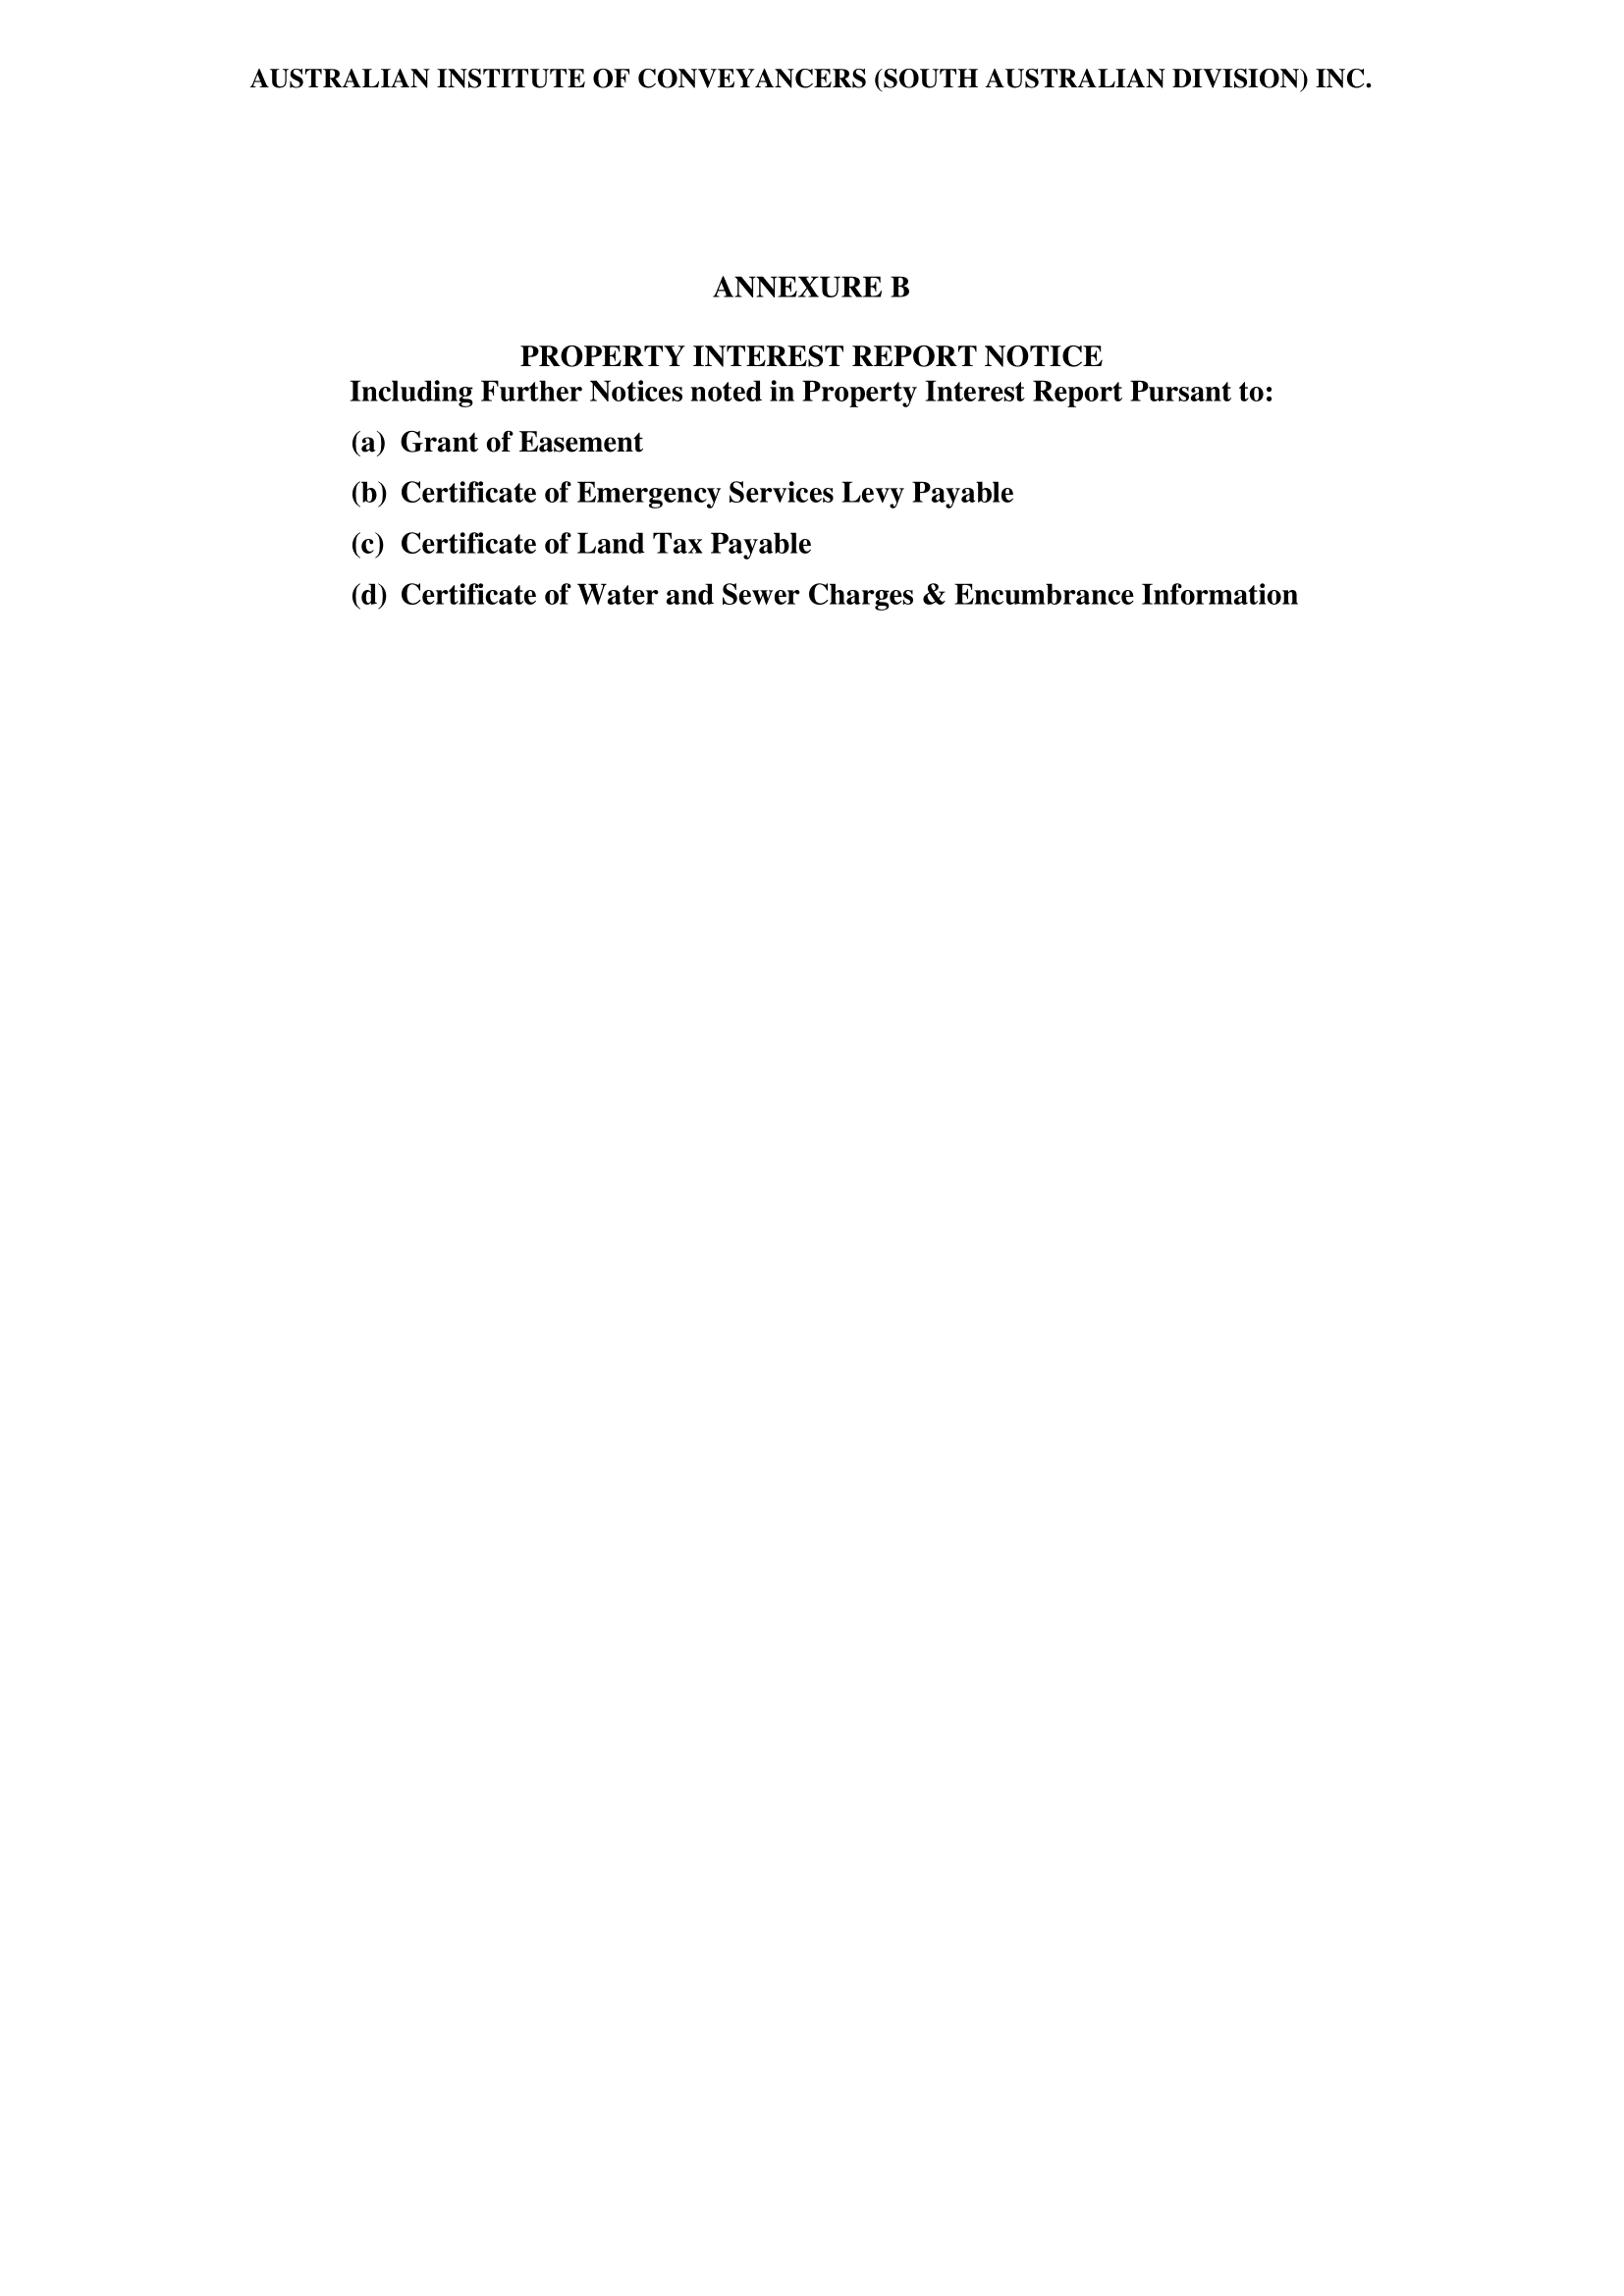 AUSTRALIAN INSTITUTE OF CONVEYANCERS (SOUTH AUSTRALIAN DIVISION) INC.
ANNEXURE B
PROPERTY INTEREST REPORT NOTICE
Including Further Notices noted in Property Interest Report Pursant to:
(a) Grant of Easement
(b) Certificate of Emergency Services Levy Payable
(c) Certificate of Land Tax Payable
(d) Certificate of Water and Sewer Charges & Encumbrance Information